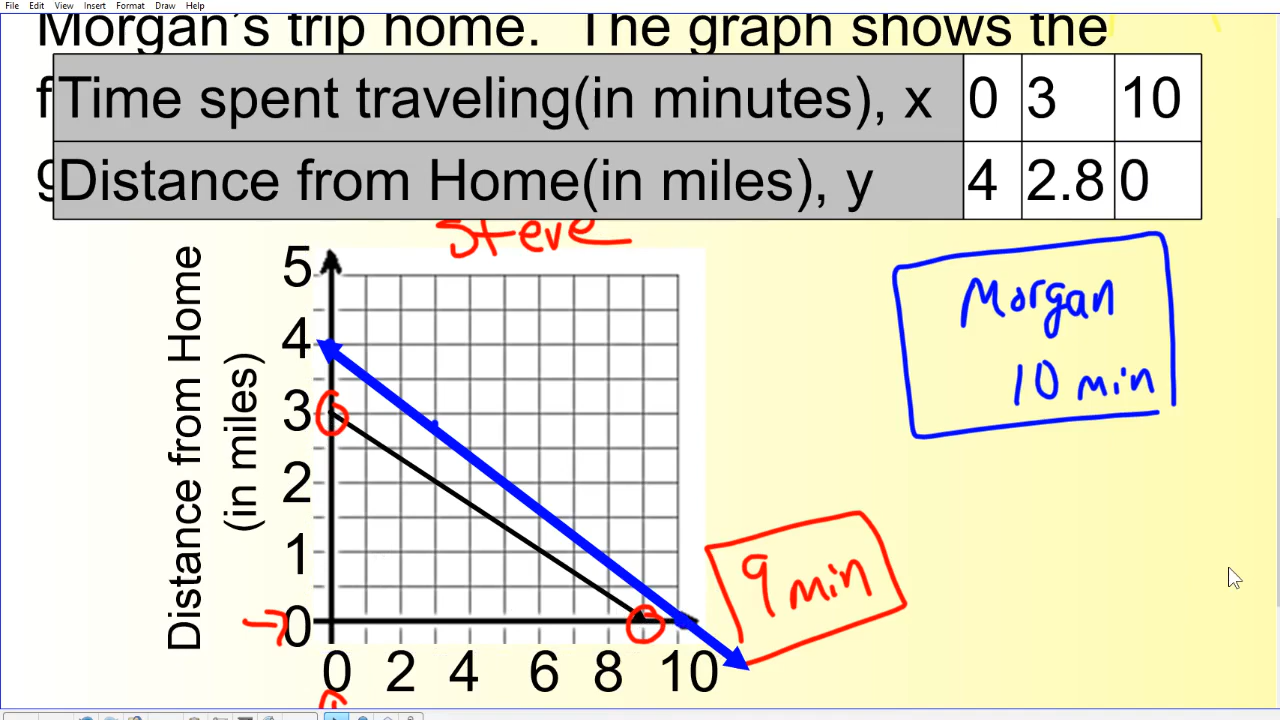 File Edit View Insert Format Draw Help
Morgan's trip home. The graph shows the
f
Time spent traveling(in minutes), x 0 3 10
g
Distance from Home(in miles), y 4 2.8 0
Steve
Distance from Home
(in miles)
5
4
3
2
1
0
0 2 4 6 8 10
Morgan
10 min
9 min